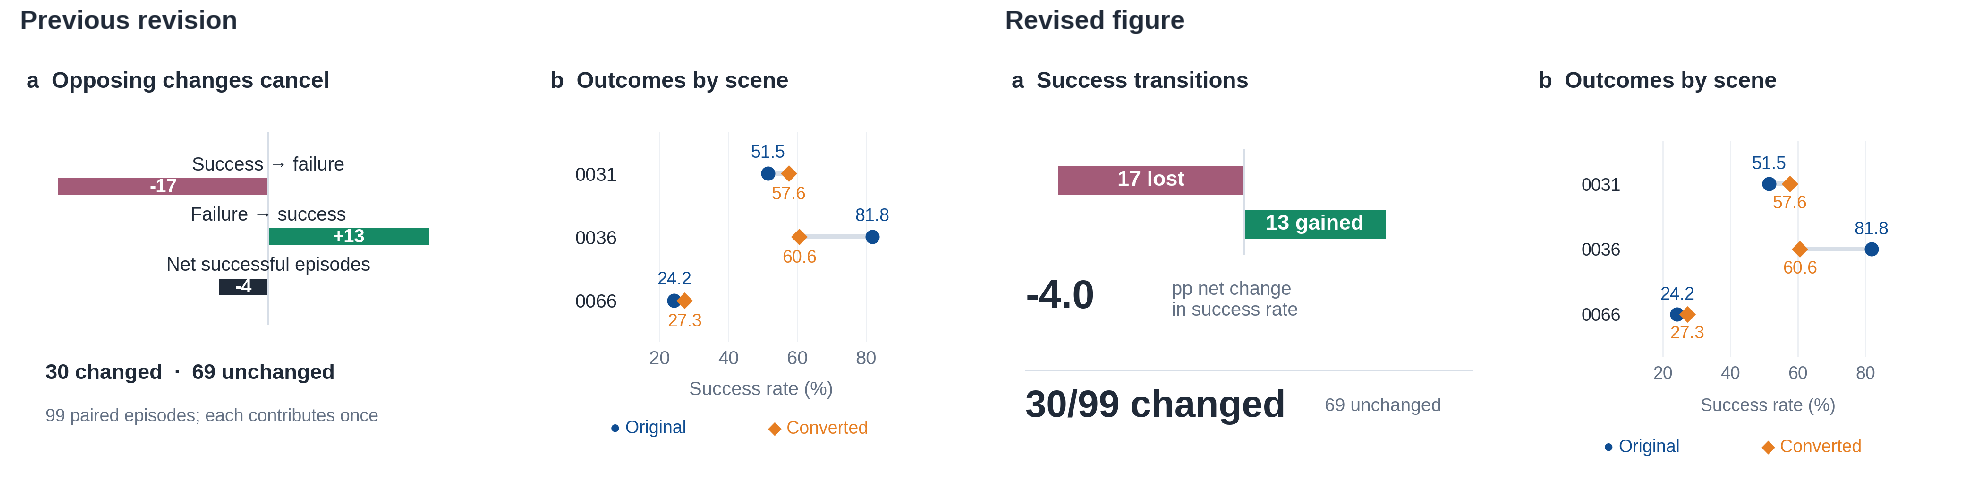 Previous revision
a Opposing changes cancel
Success → failure
-17
Failure → success
+13
Net successful episodes
-4
30 changed · 69 unchanged
99 paired episodes; each contributes once
b Outcomes by scene
0031
51.5
57.6
0036
81.8
60.6
0066
24.2
27.3
20 40 60 80
Success rate (%)
Original Converted
Revised figure
a Success transitions
17 lost
13 gained
-4.0
pp net change
in success rate
30/99 changed 69 unchanged
b Outcomes by scene
0031
51.5
57.6
0036
81.8
60.6
0066
24.2
27.3
20 40 60 80
Success rate (%)
Original Converted